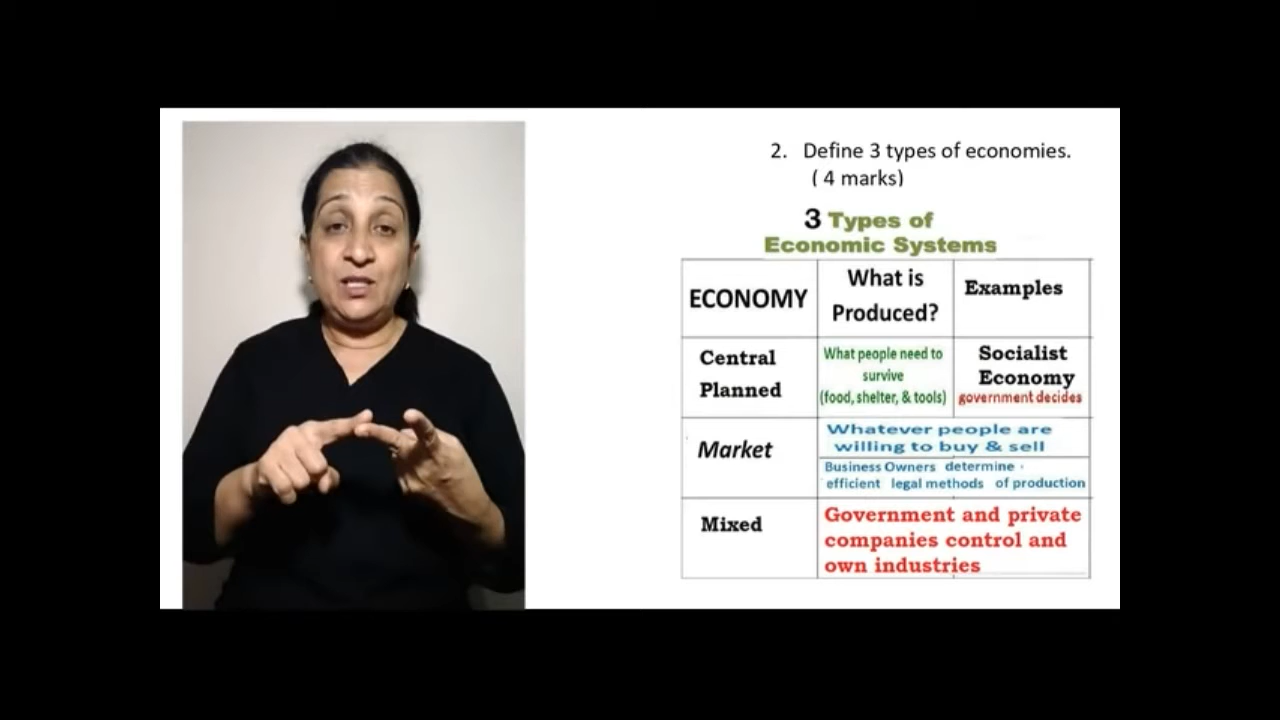 2. Define 3 types of economies.
( 4 marks)
3 Types of
Economic Systems
ECONOMY
What is
Produced?
Examples
Central
Planned
What people need to
survive
(food, shelter, & tools)
Socialist
Economy
government decides
Market
Whatever people are
willing to buy & sell
Business Owners determine
efficient legal methods of production
Mixed
Government and private
companies control and
own industries